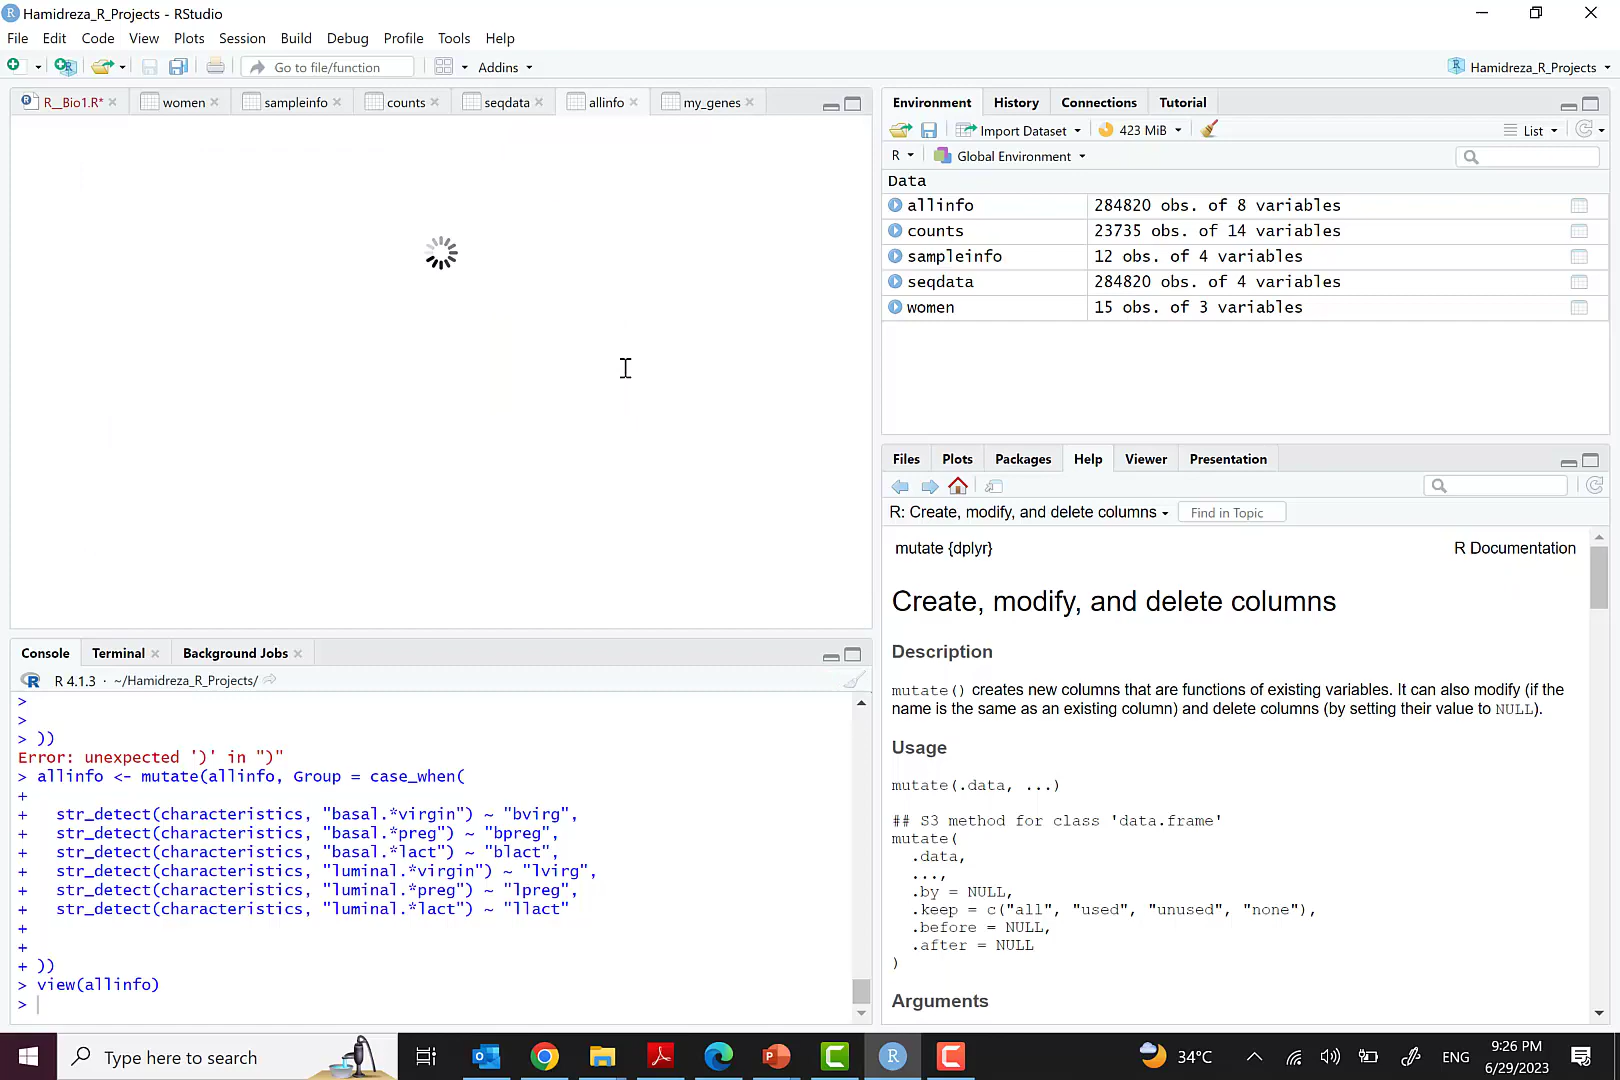 Hamidreza_R_Projects - RStudio
File Edit Code View Plots Session Build Debug Profile Tools Help
Go to file/function Addins Hamidreza_R_Projects
R__Bio1.R* women sampleinfo counts seqdata allinfo my_genes
Environment History Connections Tutorial
Import Dataset 423 MiB List
R Global Environment
Data
allinfo 284820 obs. of 8 variables
counts 23735 obs. of 14 variables
sampleinfo 12 obs. of 4 variables
seqdata 284820 obs. of 4 variables
women 15 obs. of 3 variables
Files Plots Packages Help Viewer Presentation
R: Create, modify, and delete columns Find in Topic
mutate {dplyr} R Documentation
Create, modify, and delete columns
Description
mutate() creates new columns that are functions of existing variables. It can also modify (if the
name is the same as an existing column) and delete columns (by setting their value to NULL).
Usage
mutate(.data, ...)
## S3 method for class 'data.frame'
mutate(
.data,
...,
.by = NULL,
.keep = c("all", "used", "unused", "none"),
.before = NULL,
.after = NULL
)
Arguments
Console Terminal Background Jobs
R 4.1.3 · ~/Hamidreza_R_Projects/
>
>
> ))
Error: unexpected ')' in ")"
> allinfo <- mutate(allinfo, Group = case_when(
+
+ str_detect(characteristics, "basal.*virgin") ~ "bvirg",
+ str_detect(characteristics, "basal.*preg") ~ "bpreg",
+ str_detect(characteristics, "basal.*lact") ~ "blact",
+ str_detect(characteristics, "luminal.*virgin") ~ "lvirg",
+ str_detect(characteristics, "luminal.*preg") ~ "lpreg",
+ str_detect(characteristics, "luminal.*lact") ~ "llact"
+
+
+ ))
> view(allinfo)
>
Type here to search 34°C ENG 9:26 PM
6/29/2023